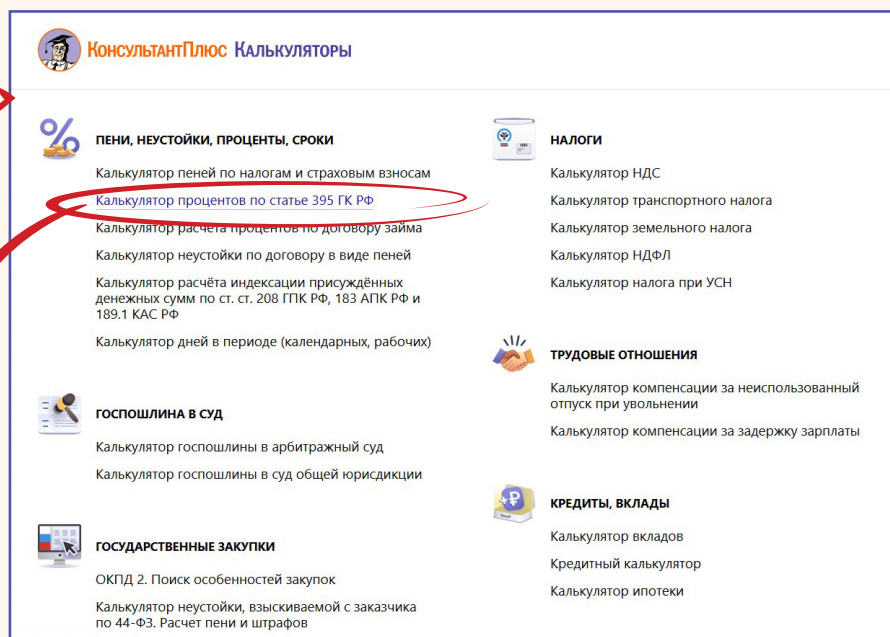 КонсультантПлюс Калькуляторы
ПЕНИ, НЕУСТОЙКИ, ПРОЦЕНТЫ, СРОКИ
Калькулятор пеней по налогам и страховым взносам
Калькулятор процентов по статье 395 ГК РФ
Калькулятор расчёта процентов по договору займа
Калькулятор неустойки по договору в виде пеней
Калькулятор расчёта индексации присуждённых
денежных сумм по ст. ст. 208 ГПК РФ, 183 АПК РФ и
189.1 КАС РФ
Калькулятор дней в периоде (календарных, рабочих)
ГОСПОШЛИНА В СУД
Калькулятор госпошлины в арбитражный суд
Калькулятор госпошлины в суд общей юрисдикции
ГОСУДАРСТВЕННЫЕ ЗАКУПКИ
ОКПД 2. Поиск особенностей закупок
Калькулятор неустойки, взыскиваемой с заказчика
по 44-ФЗ. Расчет пени и штрафов
НАЛОГИ
Калькулятор НДС
Калькулятор транспортного налога
Калькулятор земельного налога
Калькулятор НДФЛ
Калькулятор налога при УСН
ТРУДОВЫЕ ОТНОШЕНИЯ
Калькулятор компенсации за неиспользованный
отпуск при увольнении
Калькулятор компенсации за задержку зарплаты
КРЕДИТЫ, ВКЛАДЫ
Калькулятор вкладов
Кредитный калькулятор
Калькулятор ипотеки